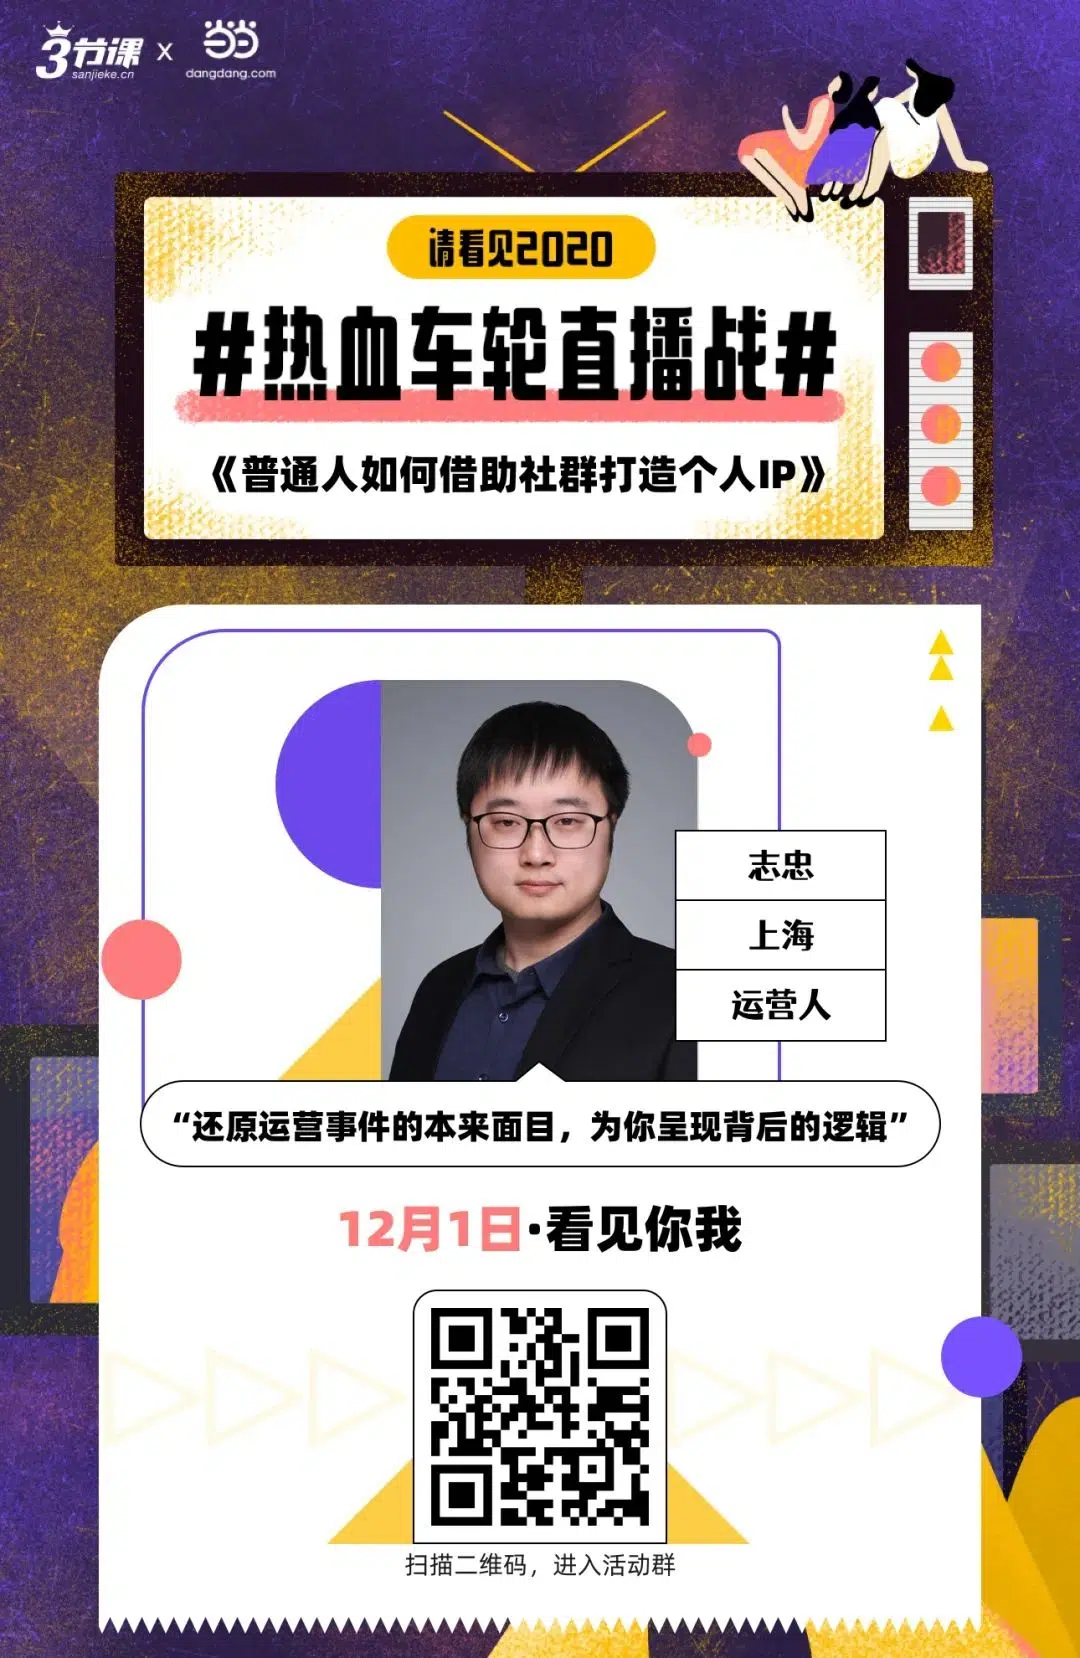 3节课 x 当当
sanjieke.cn dangdang.com
请看见2020
#热血车轮直播战#
《普通人如何借助社群打造个人IP》
志忠
上海
运营人
“还原运营事件的本来面目，为你呈现背后的逻辑”
12月1日·看见你我
扫描二维码，进入活动群